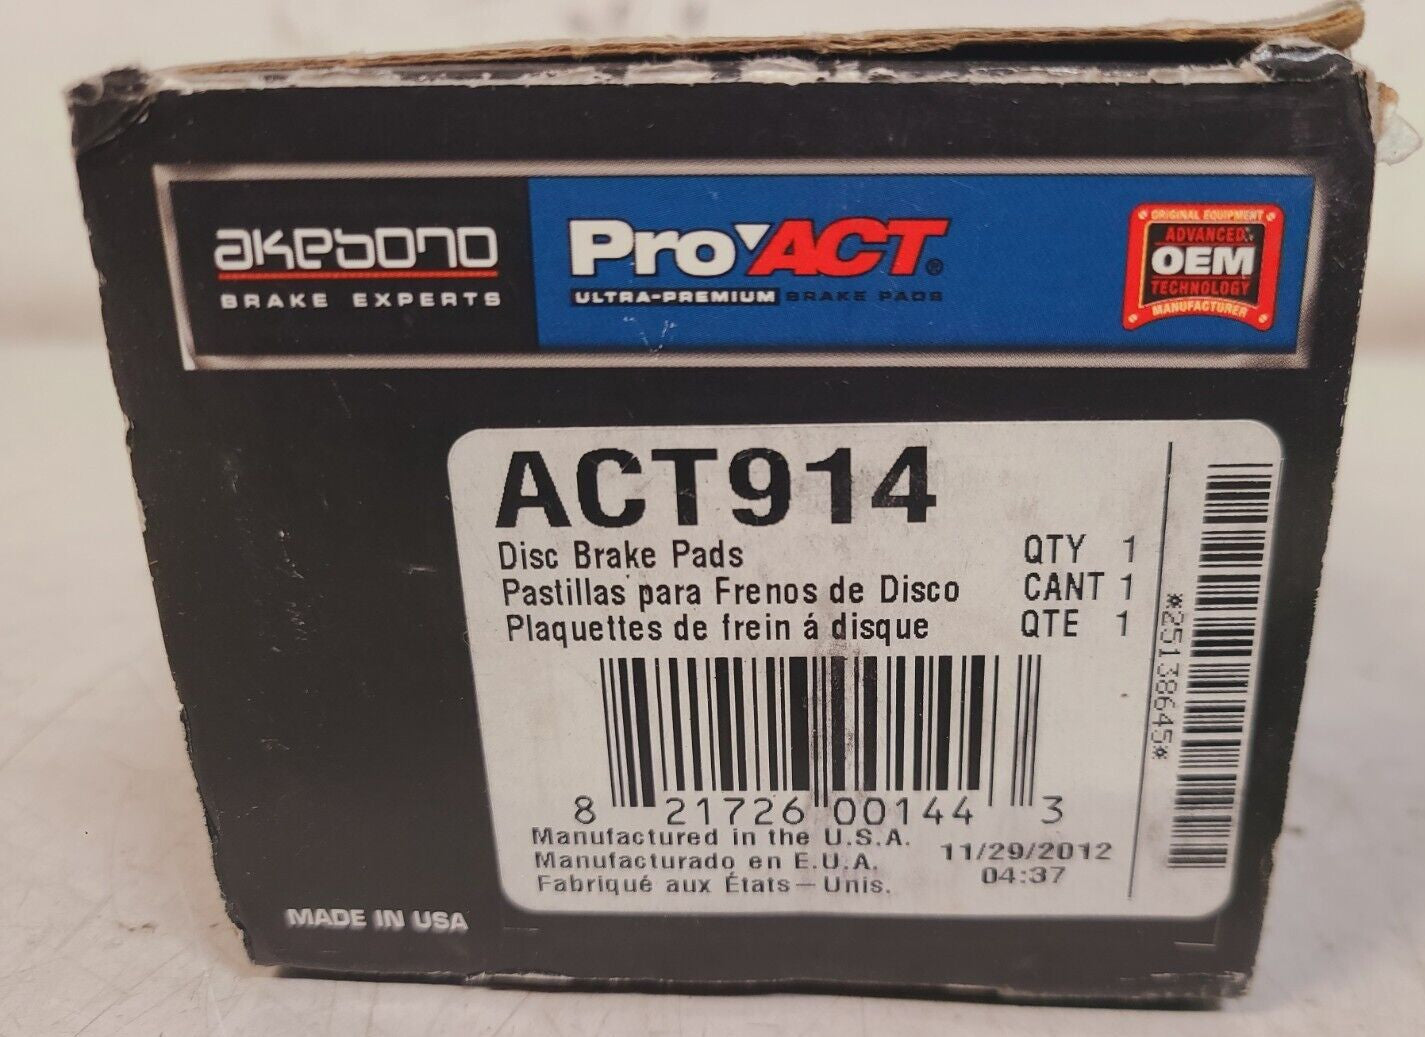 akebono
BRAKE EXPERTS
ProACT®
ULTRA-PREMIUM BRAKE PADS
ORIGINAL EQUIPMENT
ADVANCED
OEM
TECHNOLOGY
MANUFACTURER
ACT914
Disc Brake Pads QTY 1
Pastillas para Frenos de Disco CANT 1
Plaquettes de frein á disque QTE 1
*25138645*
8 21726 00144 3
Manufactured in the U.S.A.
Manufacturado en E.U.A.
Fabriqué aux États-Unis.
11/29/2012
04:37
MADE IN USA